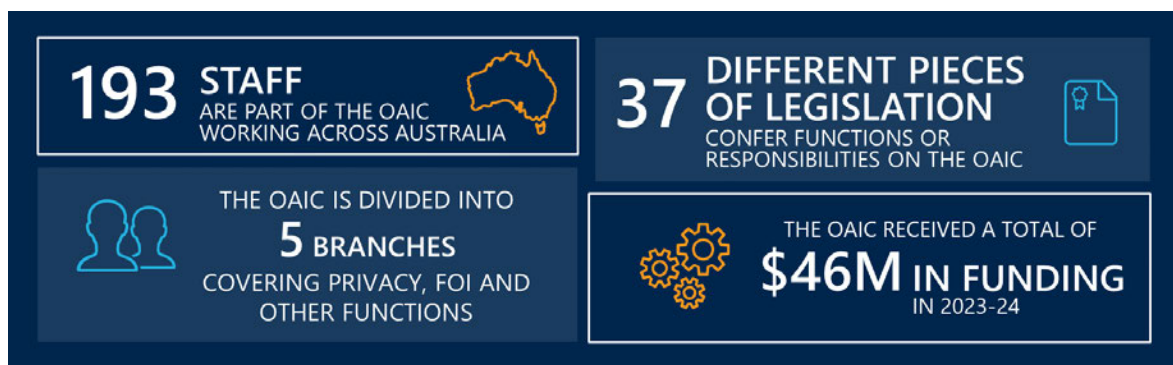 193 STAFF
ARE PART OF THE OAIC
WORKING ACROSS AUSTRALIA
37 DIFFERENT PIECES
OF LEGISLATION
CONFER FUNCTIONS OR
RESPONSIBILITIES ON THE OAIC
THE OAIC IS DIVIDED INTO
5 BRANCHES
COVERING PRIVACY, FOI AND
OTHER FUNCTIONS
THE OAIC RECEIVED A TOTAL OF
$46M IN FUNDING
IN 2023-24